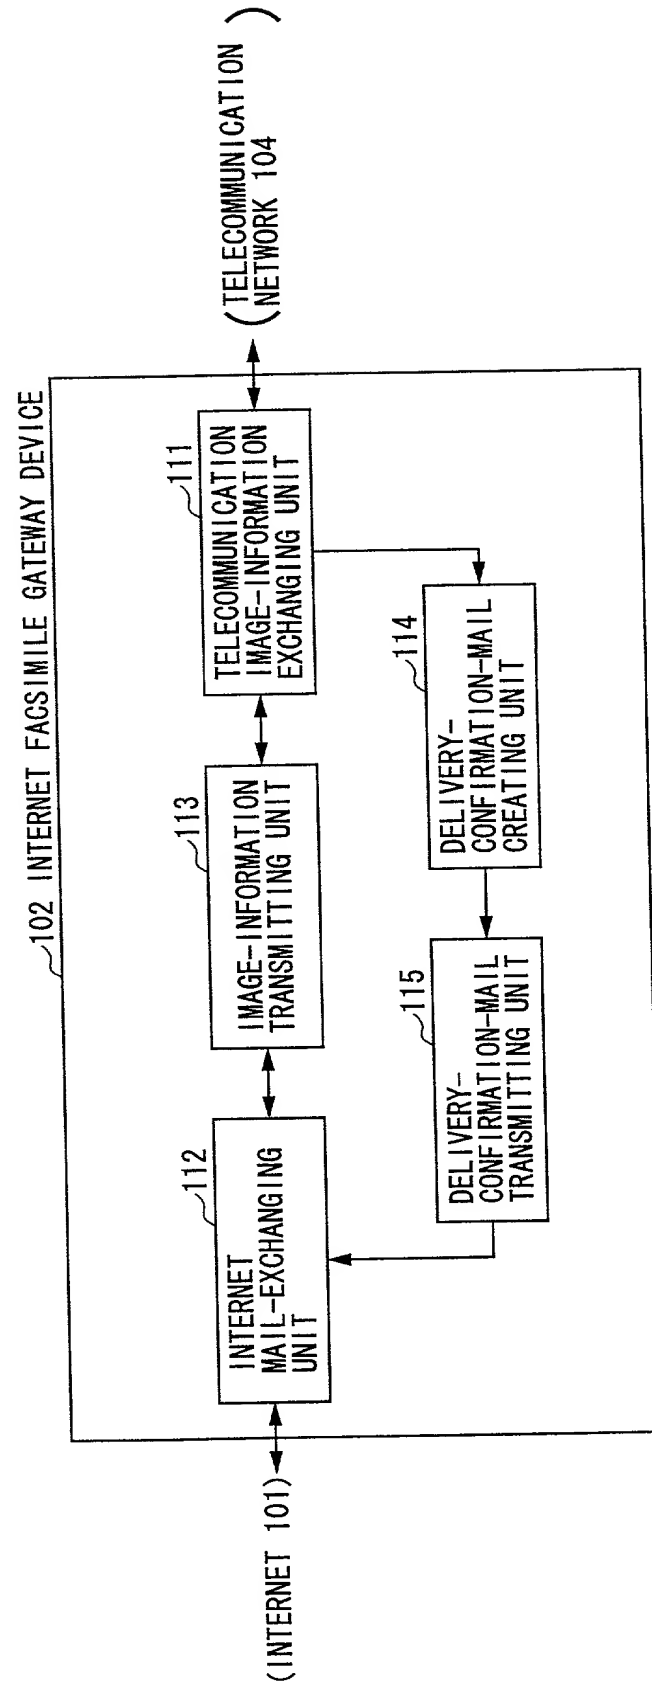 102 INTERNET FACSIMILE GATEWAY DEVICE
(INTERNET 101)
112
INTERNET
MAIL-EXCHANGING
UNIT
113
IMAGE-INFORMATION
TRANSMITTING UNIT
111
TELECOMMUNICATION
IMAGE-INFORMATION
EXCHANGING UNIT
(TELECOMMUNICATION
NETWORK 104)
115
DELIVERY-
CONFIRMATION-MAIL
TRANSMITTING UNIT
114
DELIVERY-
CONFIRMATION-MAIL
CREATING UNIT